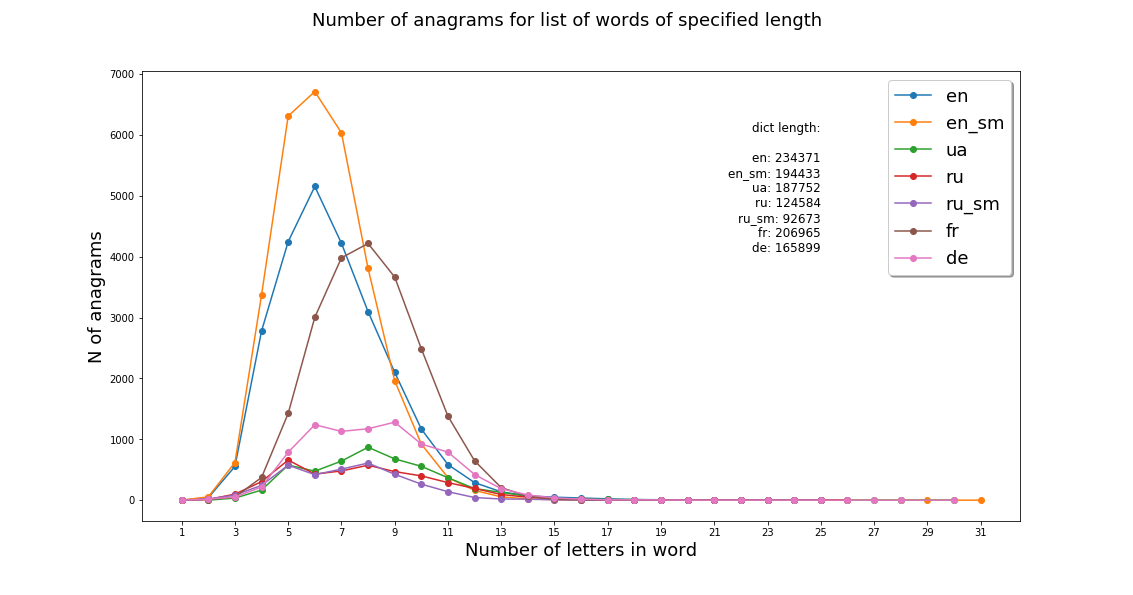 Number of anagrams for list of words of specified length
7000
6000
5000
4000
3000
2000
1000
0
N of anagrams
dict length:
en: 234371
en_sm: 194433
ua: 187752
ru: 124584
ru_sm: 92673
fr: 206965
de: 165899
en
en_sm
ua
ru
ru_sm
fr
de
1 3 5 7 9 11 13 15 17 19 21 23 25 27 29 31
Number of letters in word